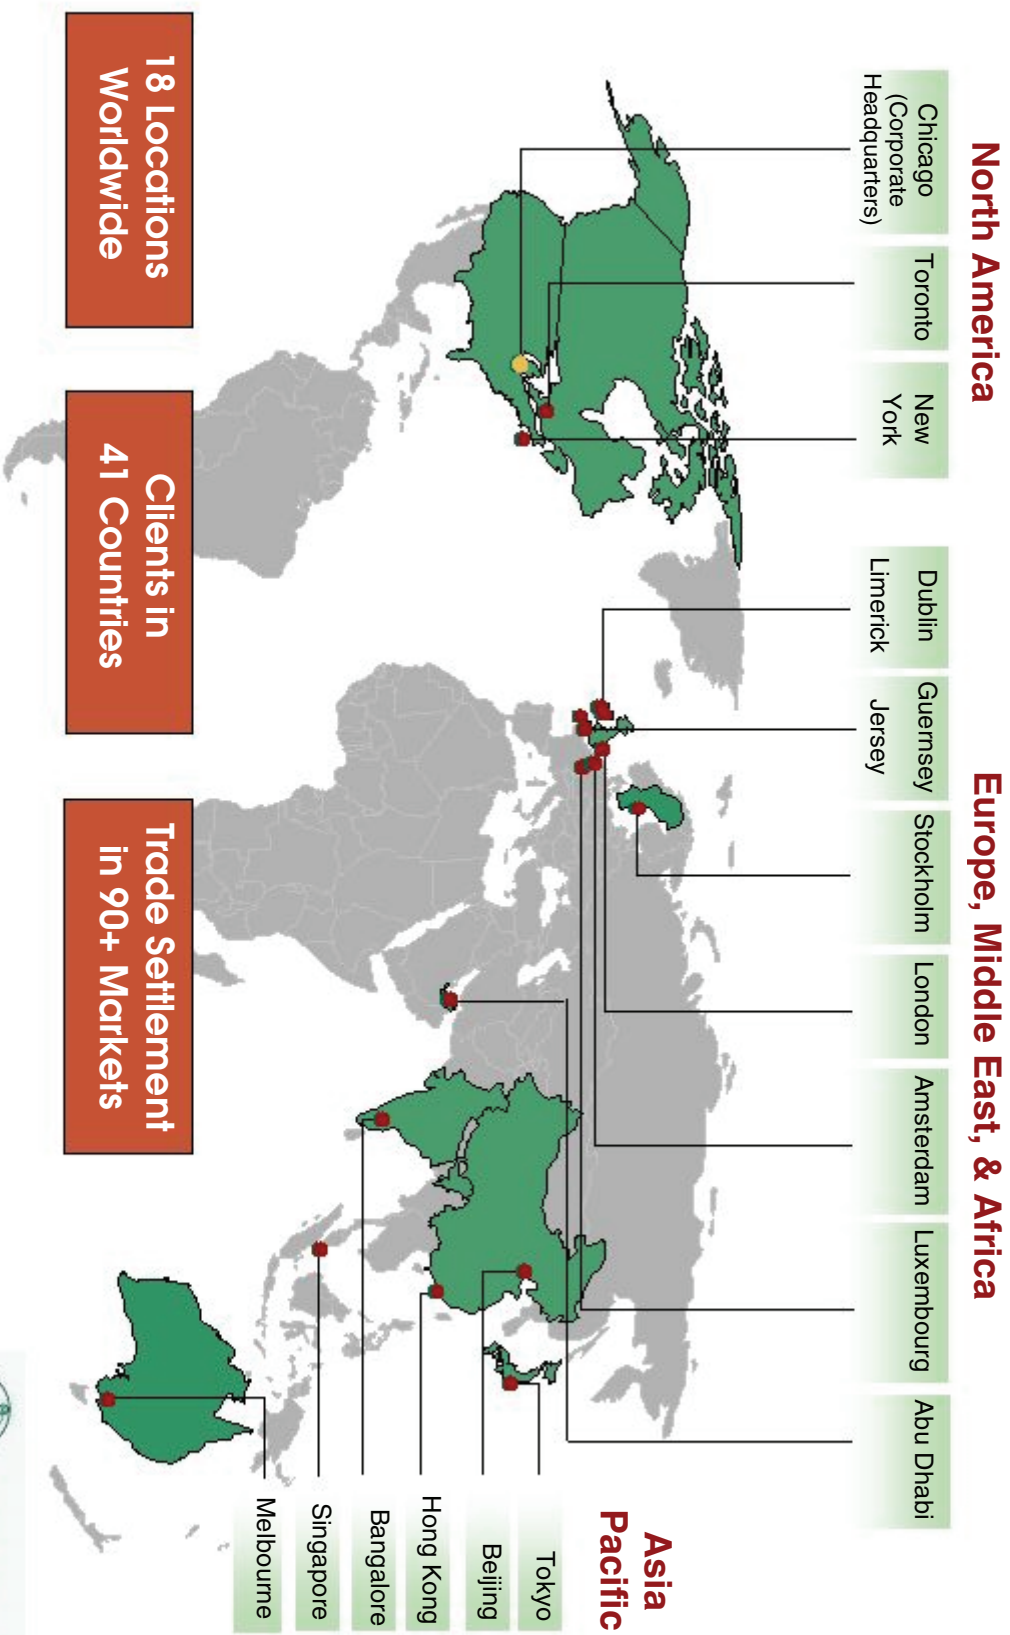 North America
Europe, Middle East, & Africa
Chicago
(Corporate
Headquarters)
Toronto
New
York
Dublin
Limerick
Guernsey
Jersey
Stockholm
London
Amsterdam
Luxembourg
Abu Dhabi
Asia
Pacific
Tokyo
Beijing
Hong Kong
Bangalore
Singapore
Melbourne
18 Locations
Worldwide
Clients in
41 Countries
Trade Settlement
in 90+ Markets